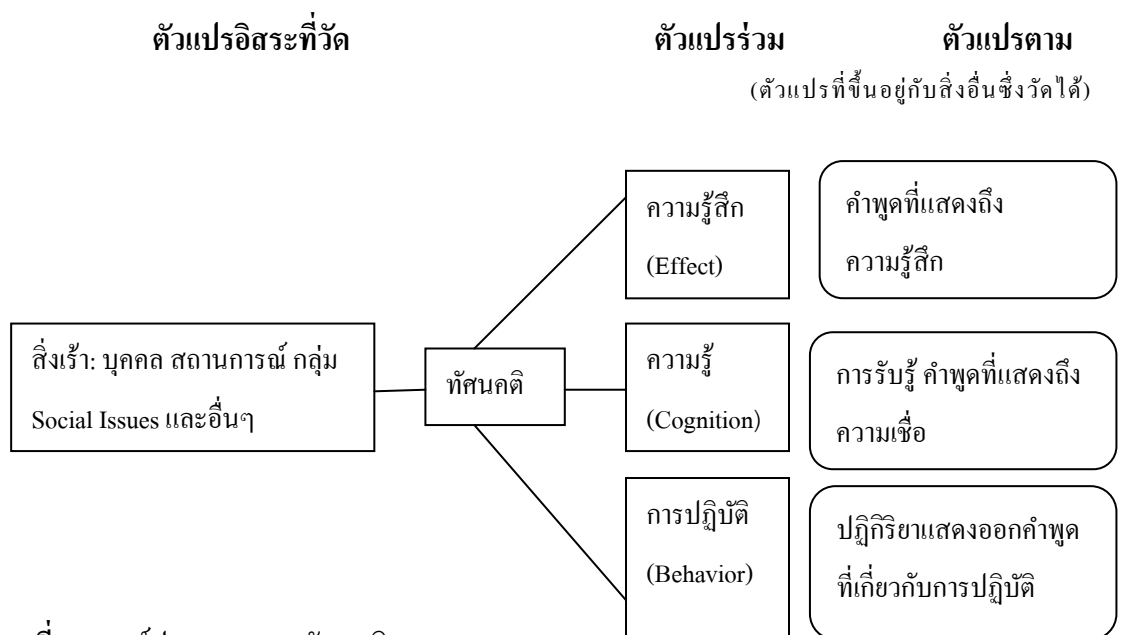 ตัวแปรอิสระที่วัด
ตัวแปรร่วม
ตัวแปรตาม
(ตัวแปรที่ขึ้นอยู่กับสิ่งอื่นซึ่งวัดได้)
สิ่งเร้า: บุคคล สถานการณ์ กลุ่ม
Social Issues และอื่นๆ
ทัศนคติ
ความรู้สึก
(Effect)
คำพูดที่แสดงถึง
ความรู้สึก
ความรู้
(Cognition)
การรับรู้ คำพูดที่แสดงถึง
ความเชื่อ
การปฏิบัติ
(Behavior)
ปฏิกิริยาแสดงออกคำพูด
ที่เกี่ยวกับการปฏิบัติ